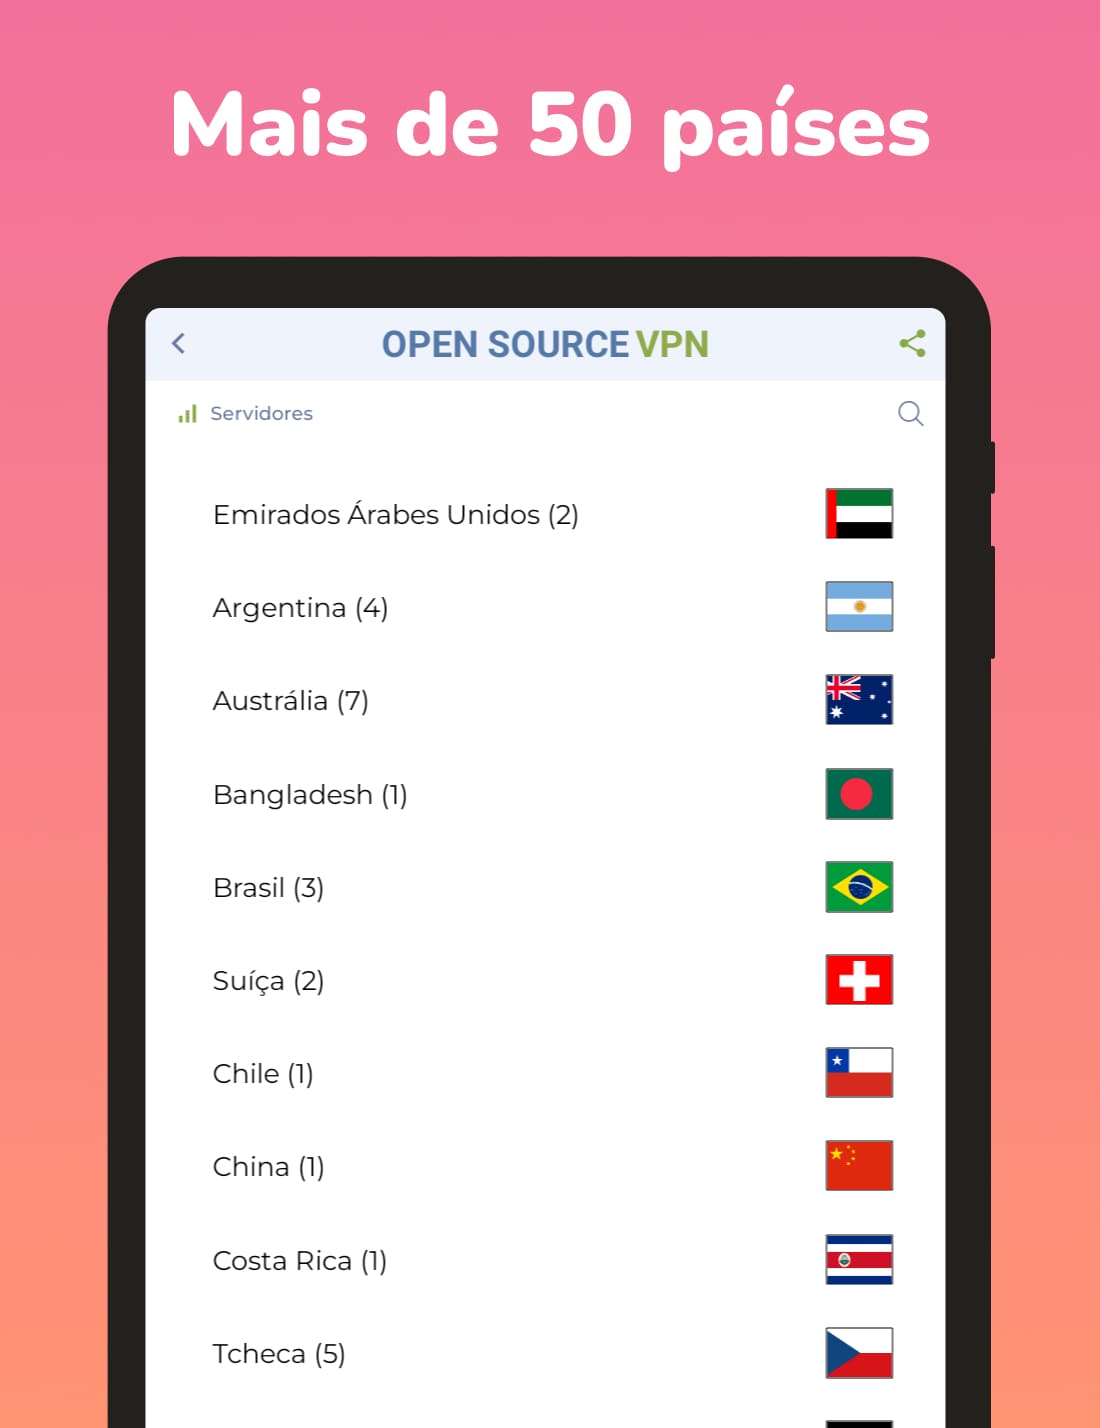 Mais de 50 países
OPEN SOURCE VPN
Servidores
Emirados Árabes Unidos (2)
Argentina (4)
Austrália (7)
Bangladesh (1)
Brasil (3)
Suíça (2)
Chile (1)
China (1)
Costa Rica (1)
Tcheca (5)